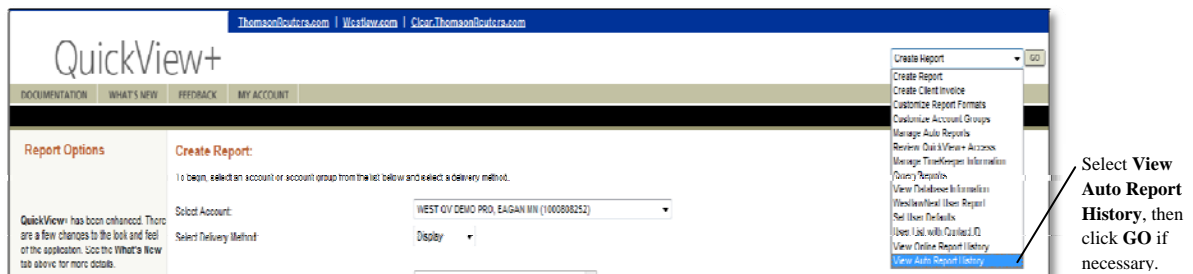 ThomsonReuters.com | Westlaw.com | Clear.ThomsonReuters.com
QuickView+
Create Report
GO
DOCUMENTATION WHAT'S NEW FEEDBACK MY ACCOUNT
Create Report
Create Client Invoice
Customize Report Formats
Customize Account Groups
Manage Auto Reports
Review QuickView+ Access
Manage TimeKeeper Information
Query Reports
View Database Information
WestlawNext User Report
Set User Defaults
User List with Contact ID
View Online Report History
View Auto Report History
Report Options
QuickView+ has been enhanced. There
are a few changes to the look and feel
of the application. See the What's New
tab above for more details.
Create Report:
To begin, select an account or account group from the list below and select a delivery method.
Select Account: WEST QV DEMO PRO, EAGAN MN (1000808252)
Select Delivery Method: Display
Select View
Auto Report
History, then
click GO if
necessary.